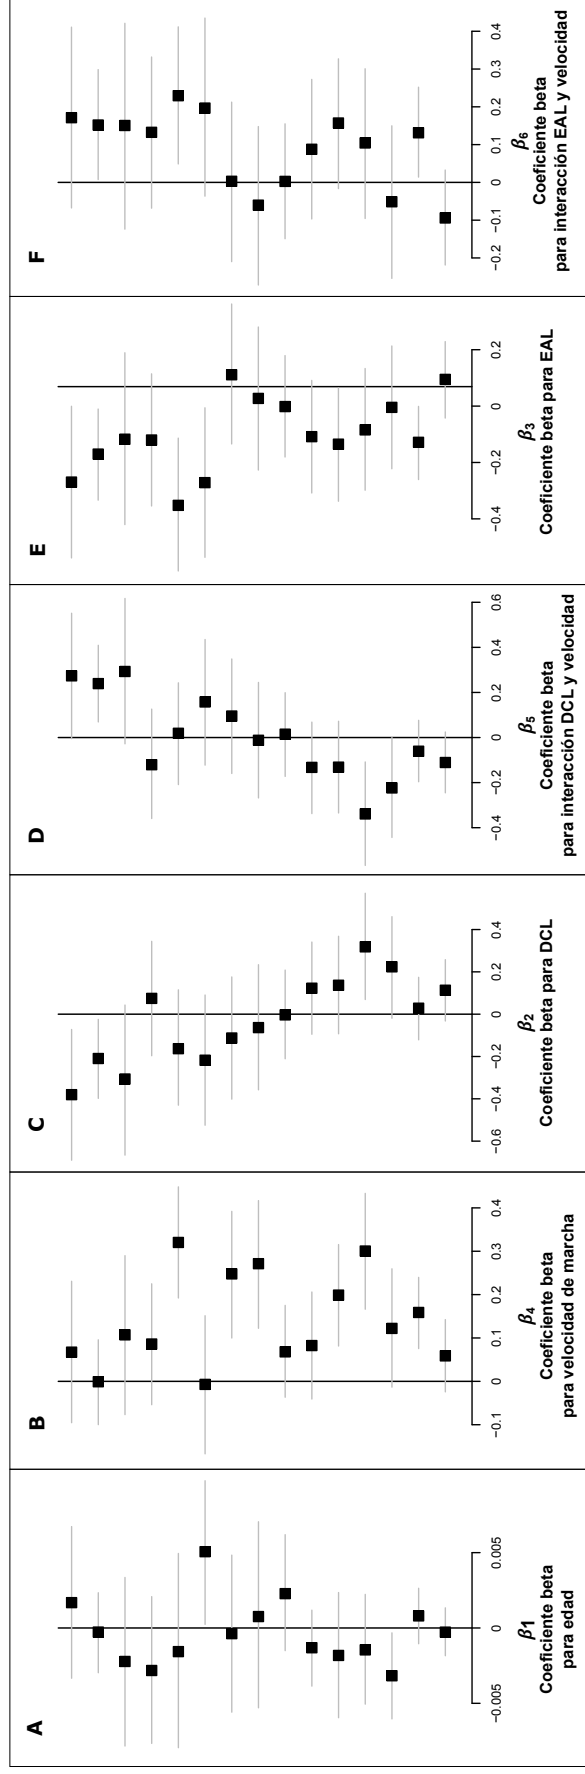 A
−0.005
0
0.005
β1
Coeficiente beta
para edad
B
−0.1
0
0.1
0.2
0.3
0.4
β4
Coeficiente beta
para velocidad de marcha
C
−0.6
−0.4
−0.2
0
0.2
0.4
β2
Coeficiente beta para DCL
D
−0.4
−0.2
0
0.2
0.4
0.6
β5
Coeficiente beta
para interacción DCL y velocidad
E
−0.4
−0.2
0
0.2
β3
Coeficiente beta para EAL
F
−0.2
−0.1
0
0.1
0.2
0.3
0.4
β6
Coeficiente beta
para interacción EAL y velocidad